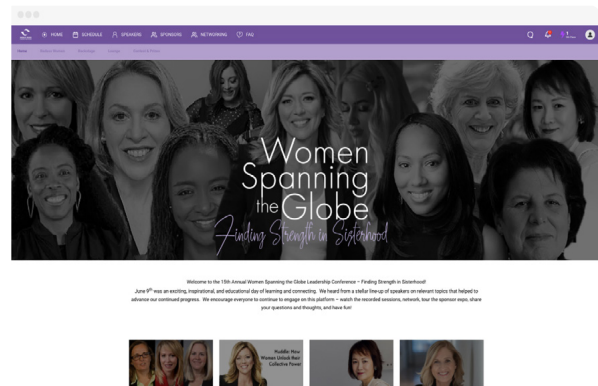 HOME SCHEDULE SPEAKERS SPONSORS NETWORKING FAQ
Home
Women
Spanning
the Globe
Finding Strength in Sisterhood
Welcome to the 15th Annual Women Spanning the Globe Leadership Conference – Finding Strength in Sisterhood!
June 9th was an exciting, inspirational, and educational day of learning and connecting. We heard from a stellar line-up of speakers on relevant topics that helped to
advance our continued progress. We encourage everyone to continue to engage on this platform – watch the recorded sessions, network, tour the sponsor expo, share
your questions and thoughts, and have fun!
Huddle: How
Women Unlock their
Collective Power